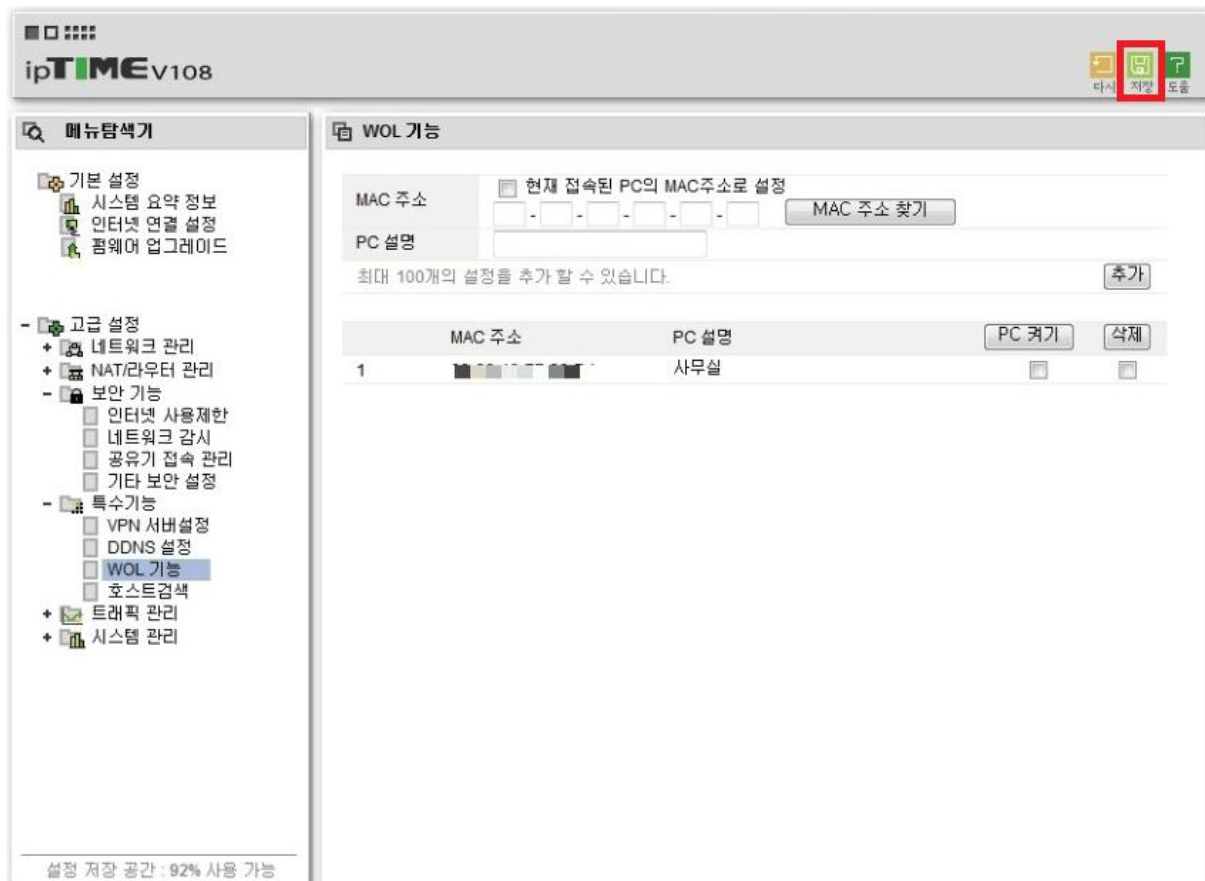 ipTIME V108
다시 저장 도움
메뉴탐색기
기본 설정
시스템 요약 정보
인터넷 연결 설정
펌웨어 업그레이드
- 고급 설정
+ 네트워크 관리
+ NAT/라우터 관리
- 보안 기능
인터넷 사용제한
네트워크 감시
공유기 접속 관리
기타 보안 설정
- 특수기능
VPN 서버설정
DDNS 설정
WOL 기능
호스트검색
+ 트래픽 관리
+ 시스템 관리
설정 저장 공간 : 92% 사용 가능
WOL 기능
MAC 주소
현재 접속된 PC의 MAC주소로 설정
- - - - - MAC 주소 찾기
PC 설명
최대 100개의 설정을 추가 할 수 있습니다. 추가
MAC 주소 PC 설명 PC 켜기 삭제
1 사무실